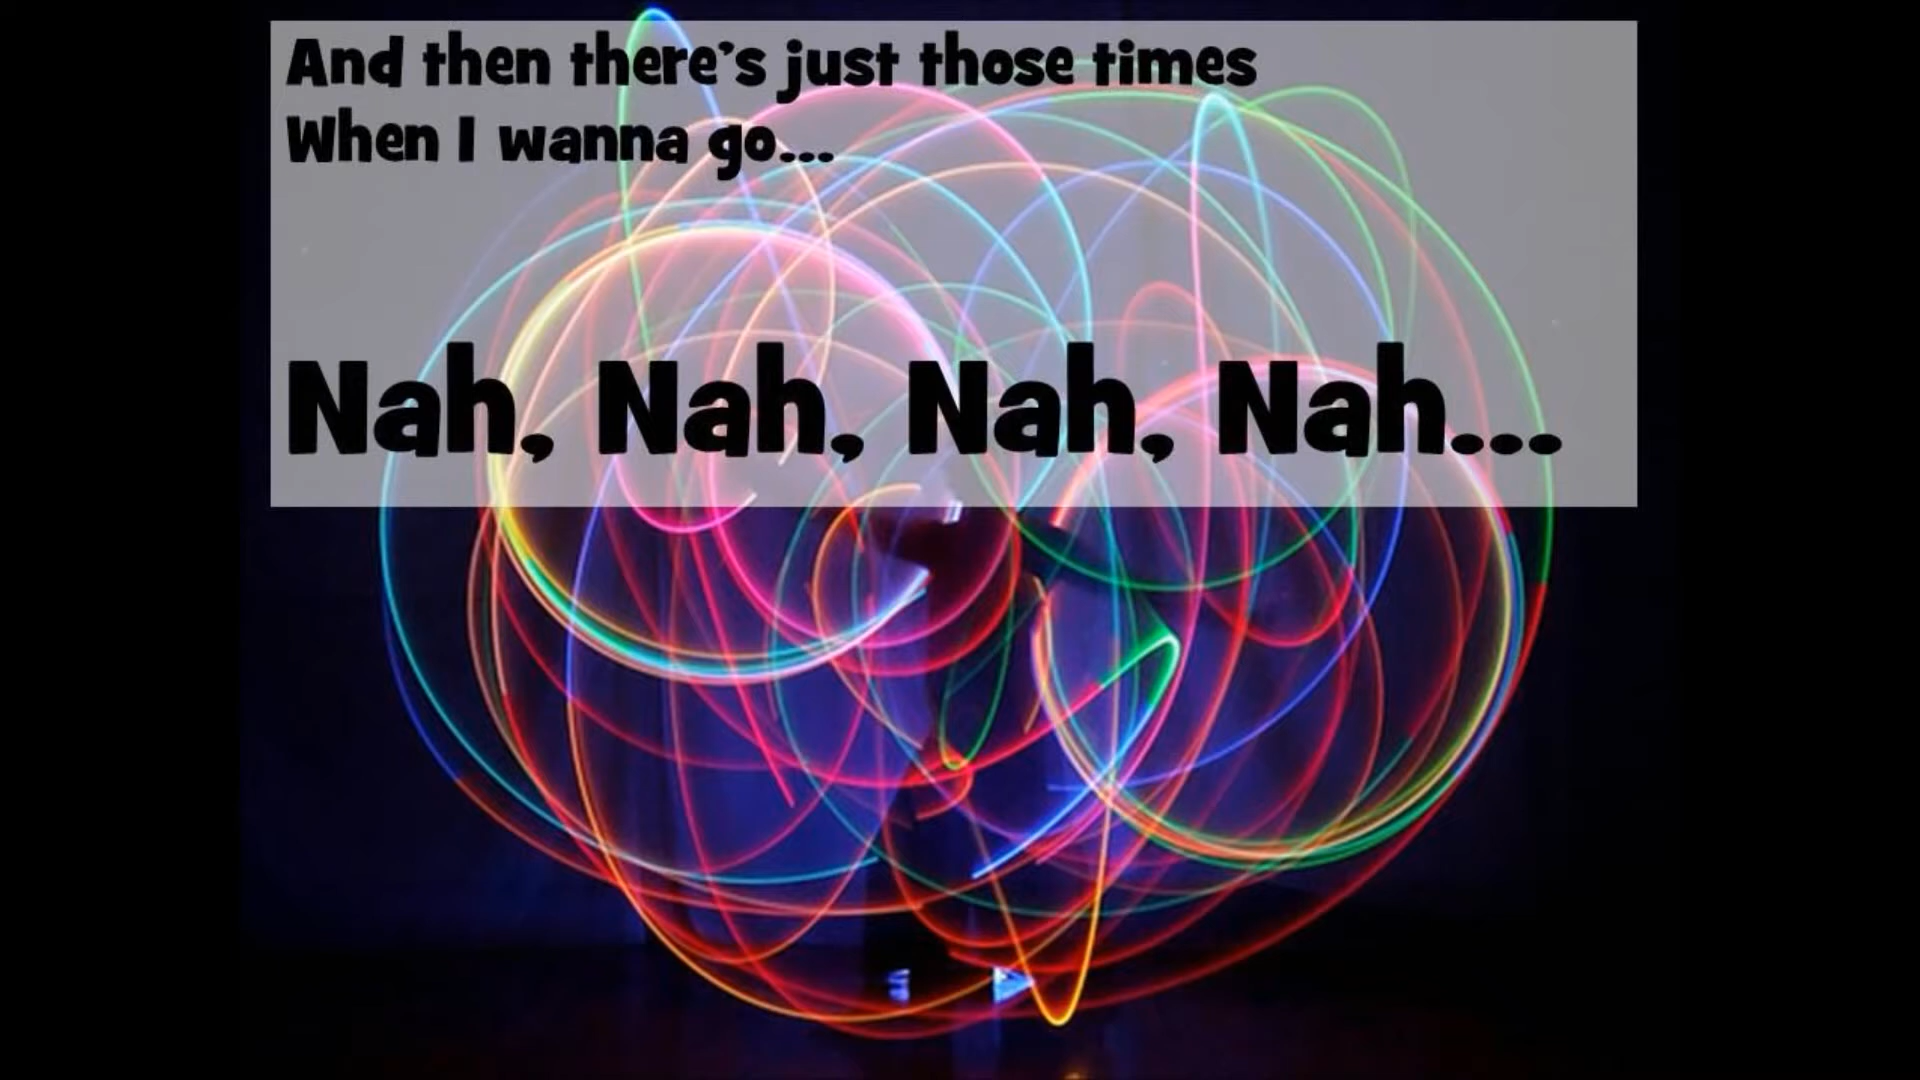 And then there's just those times
When I wanna go...
Nah, Nah, Nah, Nah...